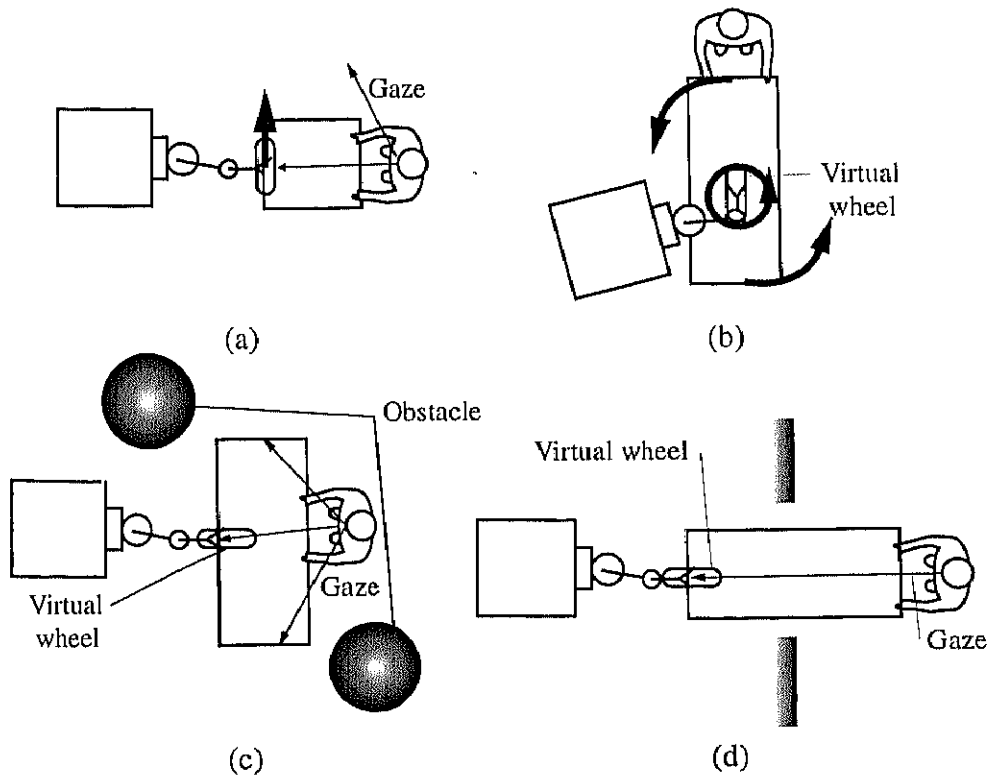 Gaze
Virtual
wheel
(a)
(b)
Obstacle
Virtual wheel
Gaze
Virtual
wheel
Gaze
(c)
(d)